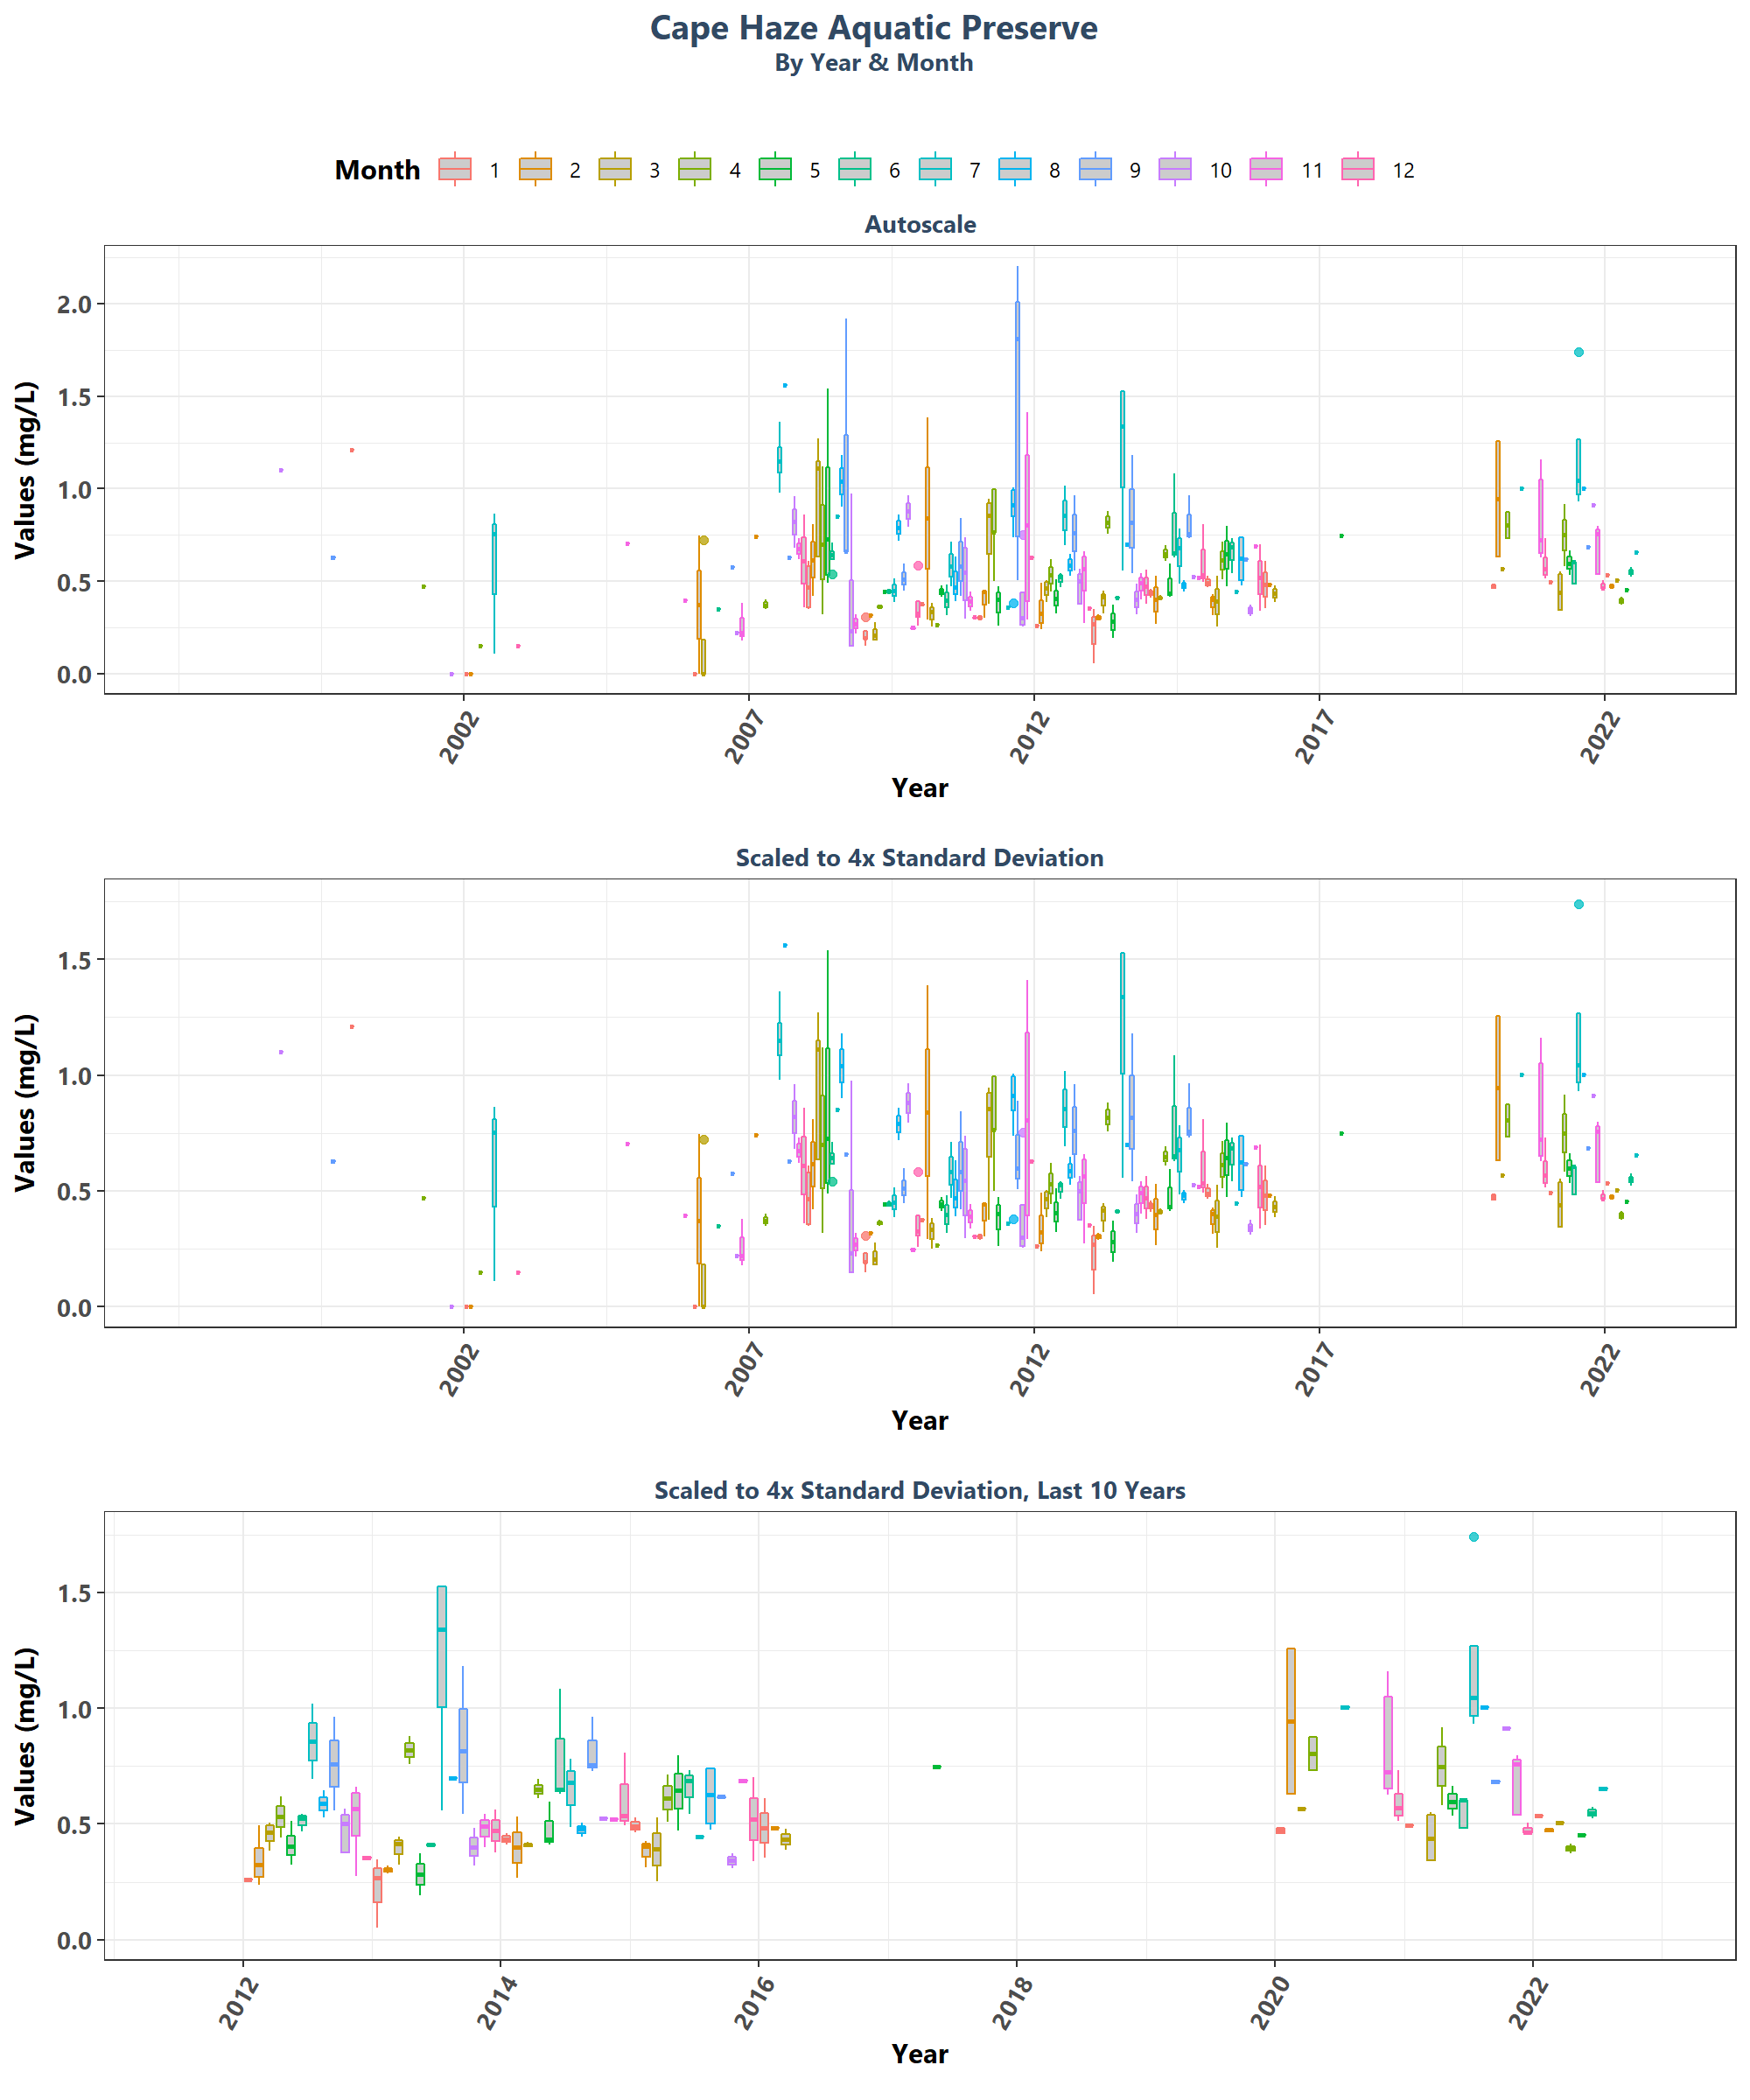 Cape Haze Aquatic Preserve
By Year & Month
Month 1 2 3 4 5 6 7 8 9 10 11 12
Autoscale
Values (mg/L)
2.0
1.5
1.0
0.5
0.0
2002 2007 2012 2017 2022
Year
Scaled to 4x Standard Deviation
Values (mg/L)
1.5
1.0
0.5
0.0
2002 2007 2012 2017 2022
Year
Scaled to 4x Standard Deviation, Last 10 Years
Values (mg/L)
1.5
1.0
0.5
0.0
2012 2014 2016 2018 2020 2022
Year